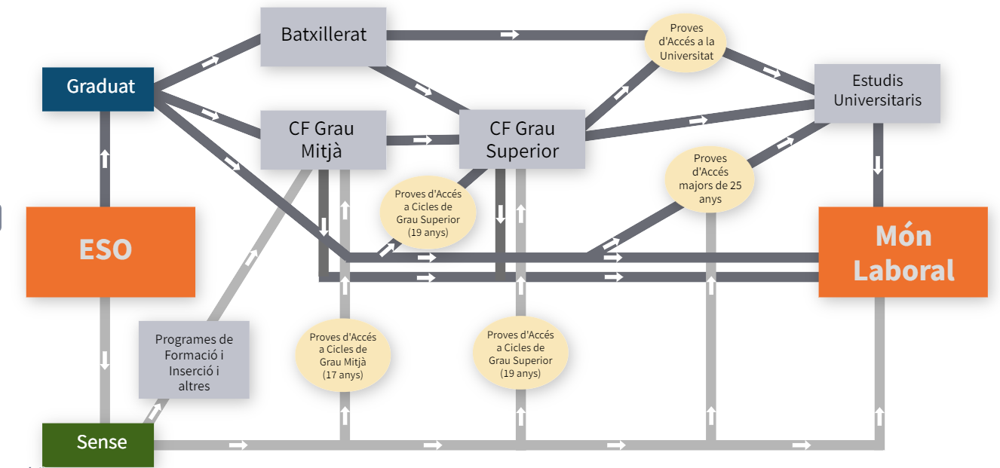 Batxillerat
Proves
d'Accés a la
Universitat
Graduat
Estudis
Universitaris
CF Grau
Mitjà
CF Grau
Superior
Proves
d'Accés
majors de 25
anys
Proves d'Accés
a Cicles de
Grau Superior
(19 anys)
ESO
Món
Laboral
Programes de
Formació i
Inserció i
altres
Proves d'Accés
a Cicles de
Grau Mitjà
(17 anys)
Proves d'Accés
a Cicles de
Grau Superior
(19 anys)
Sense